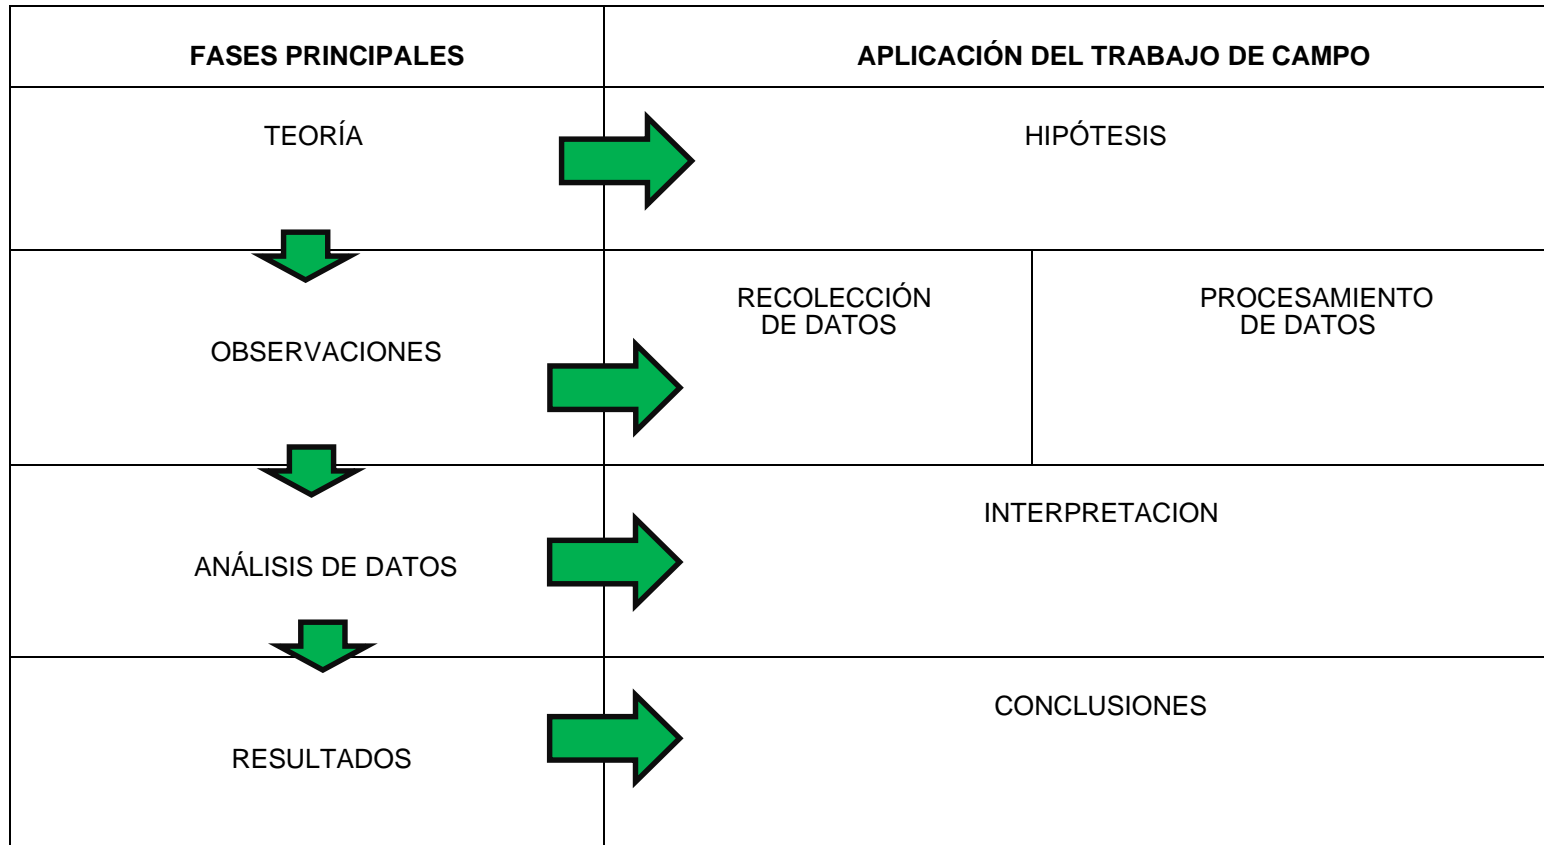 FASES PRINCIPALES
APLICACIÓN DEL TRABAJO DE CAMPO
TEORÍA
HIPÓTESIS
OBSERVACIONES
RECOLECCIÓN
DE DATOS
PROCESAMIENTO
DE DATOS
ANÁLISIS DE DATOS
INTERPRETACION
RESULTADOS
CONCLUSIONES